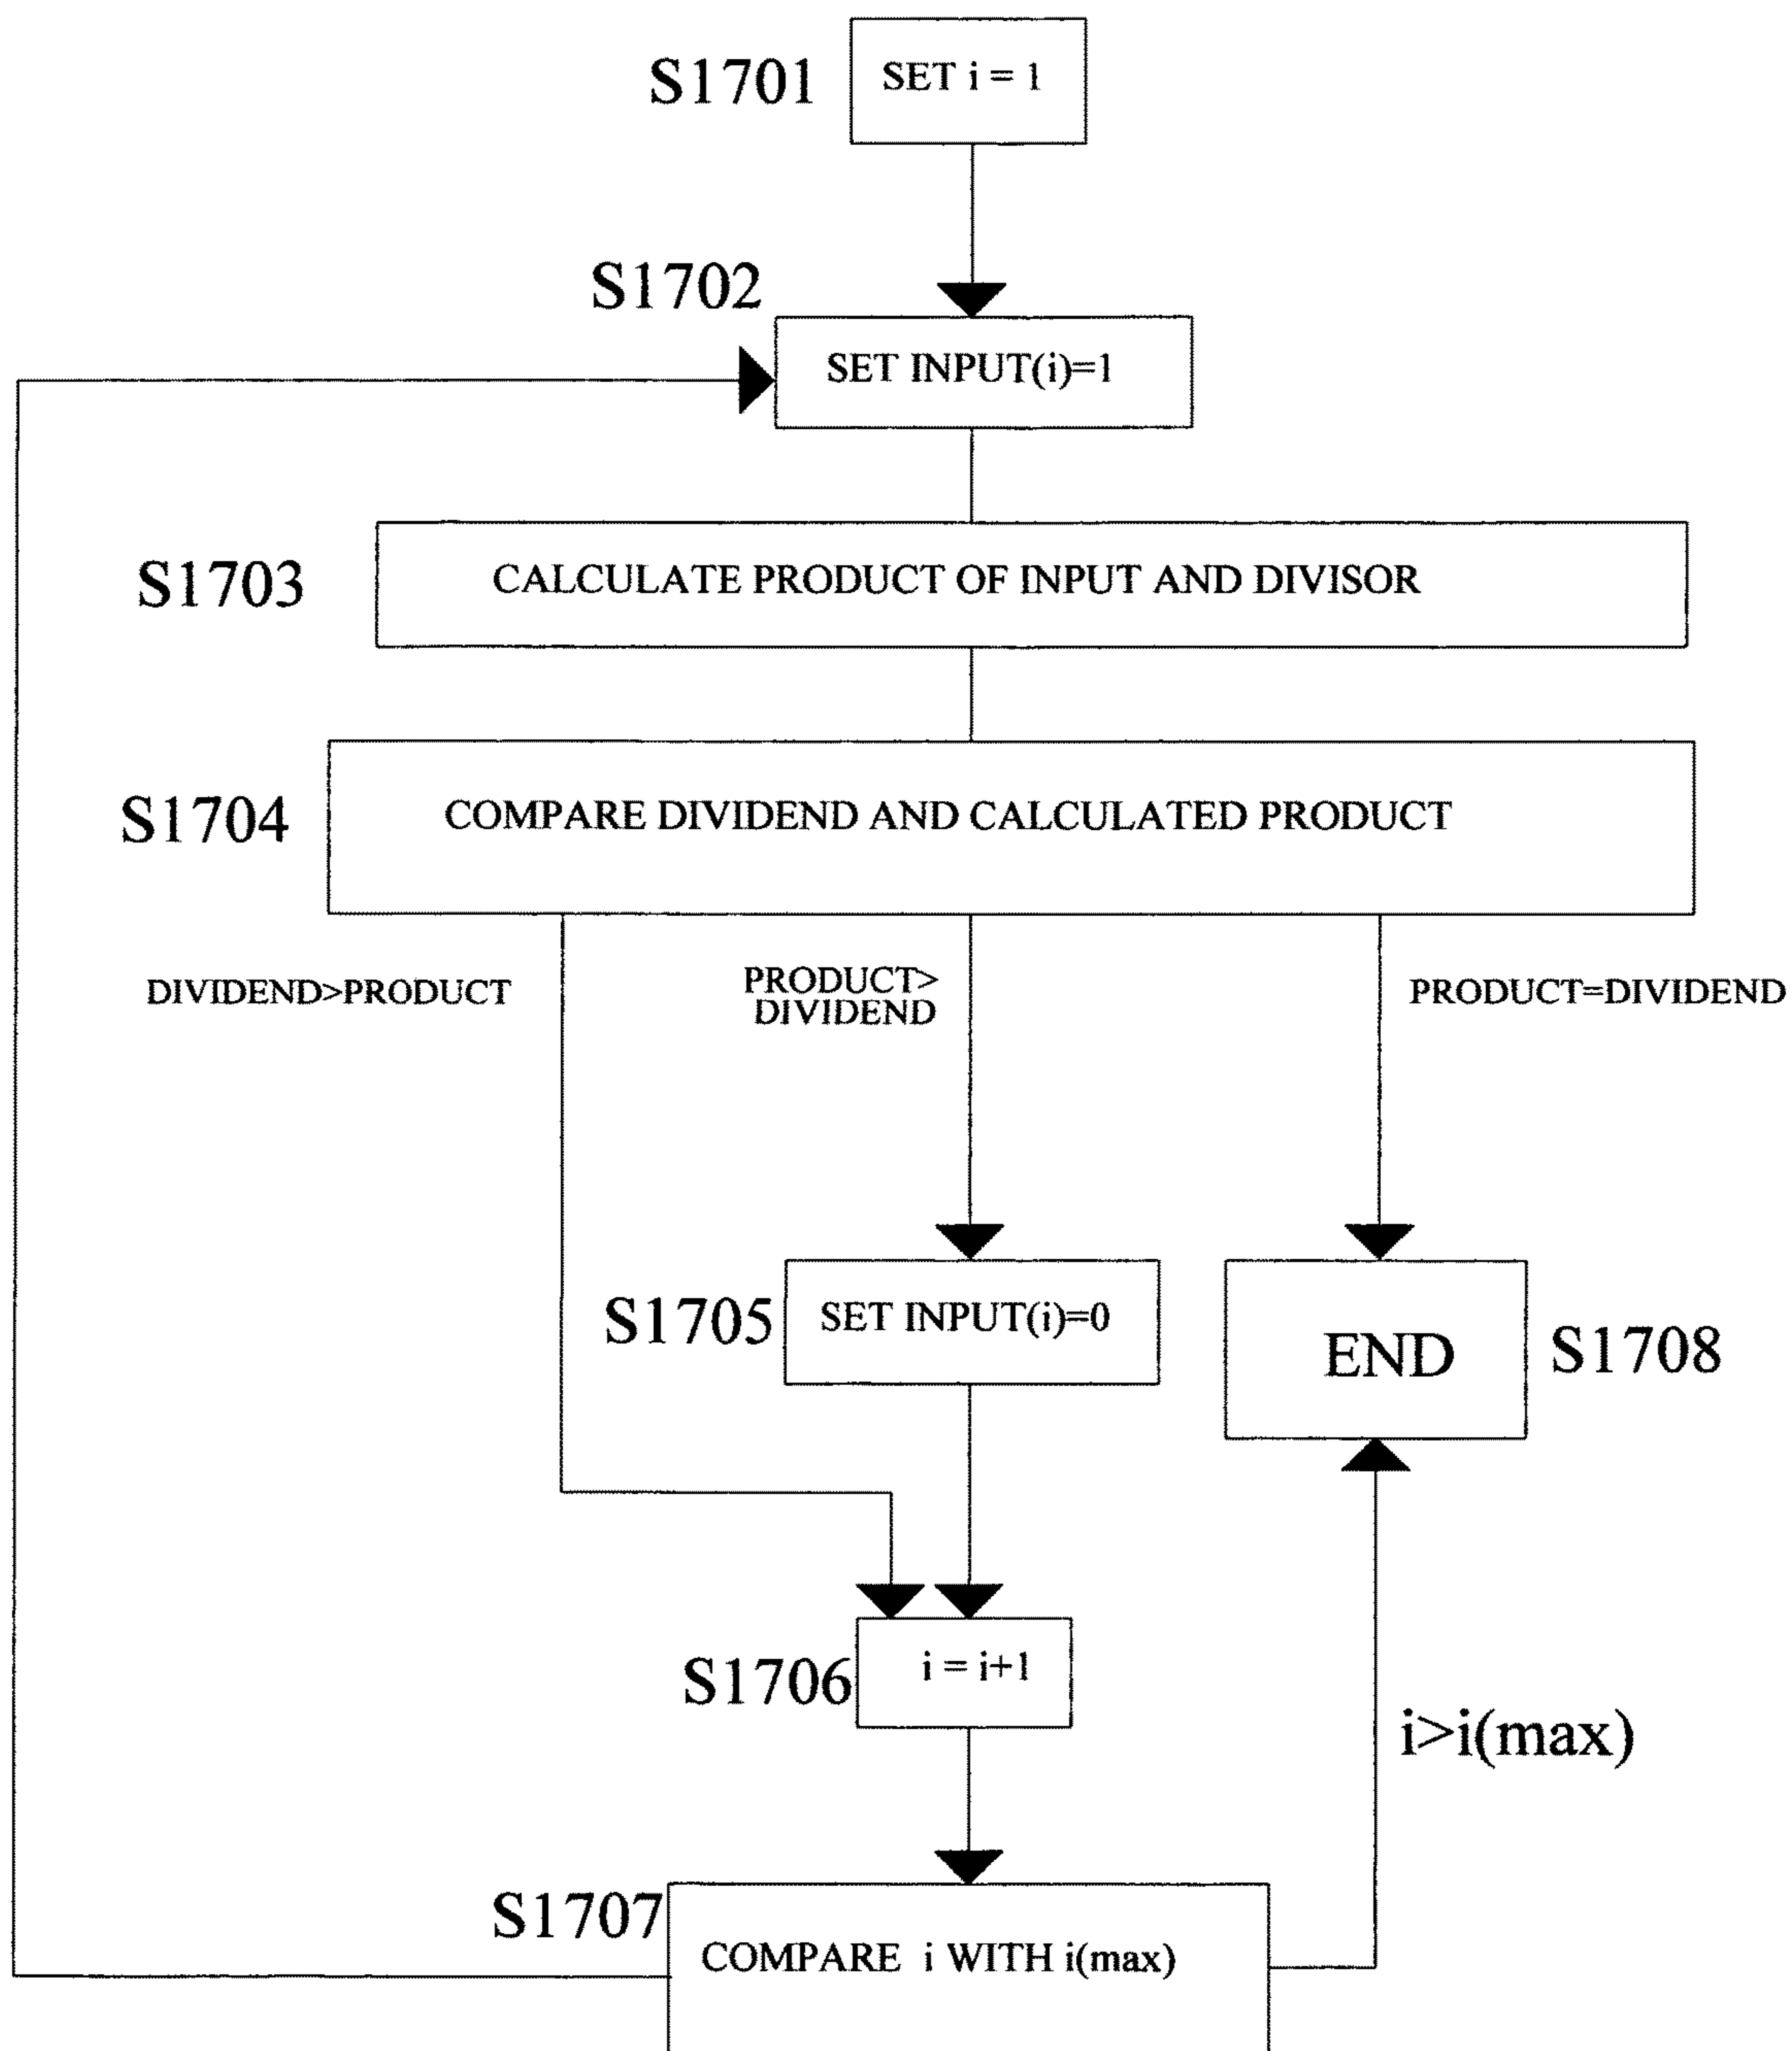 S1701
SET i = 1
S1702
SET INPUT(i)=1
S1703
CALCULATE PRODUCT OF INPUT AND DIVISOR
S1704
COMPARE DIVIDEND AND CALCULATED PRODUCT
DIVIDEND>PRODUCT
PRODUCT>
DIVIDEND
PRODUCT=DIVIDEND
S1705
SET INPUT(i)=0
END
S1708
S1706
i = i+1
i>i(max)
S1707
COMPARE i WITH i(max)